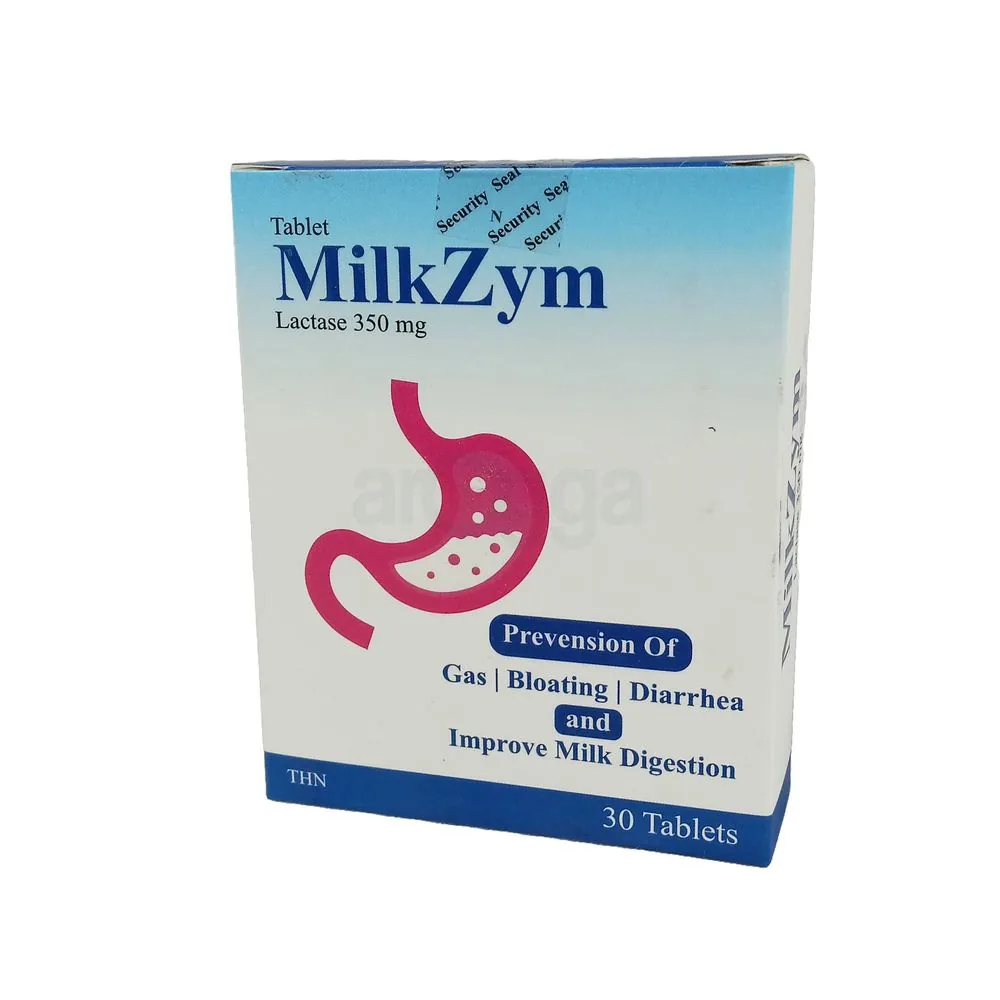 Security Seal
N
Security Seal
Tablet
MilkZym
Lactase 350 mg
Prevension Of
Gas | Bloating | Diarrhea
and
Improve Milk Digestion
THN
30 Tablets
MilkZym